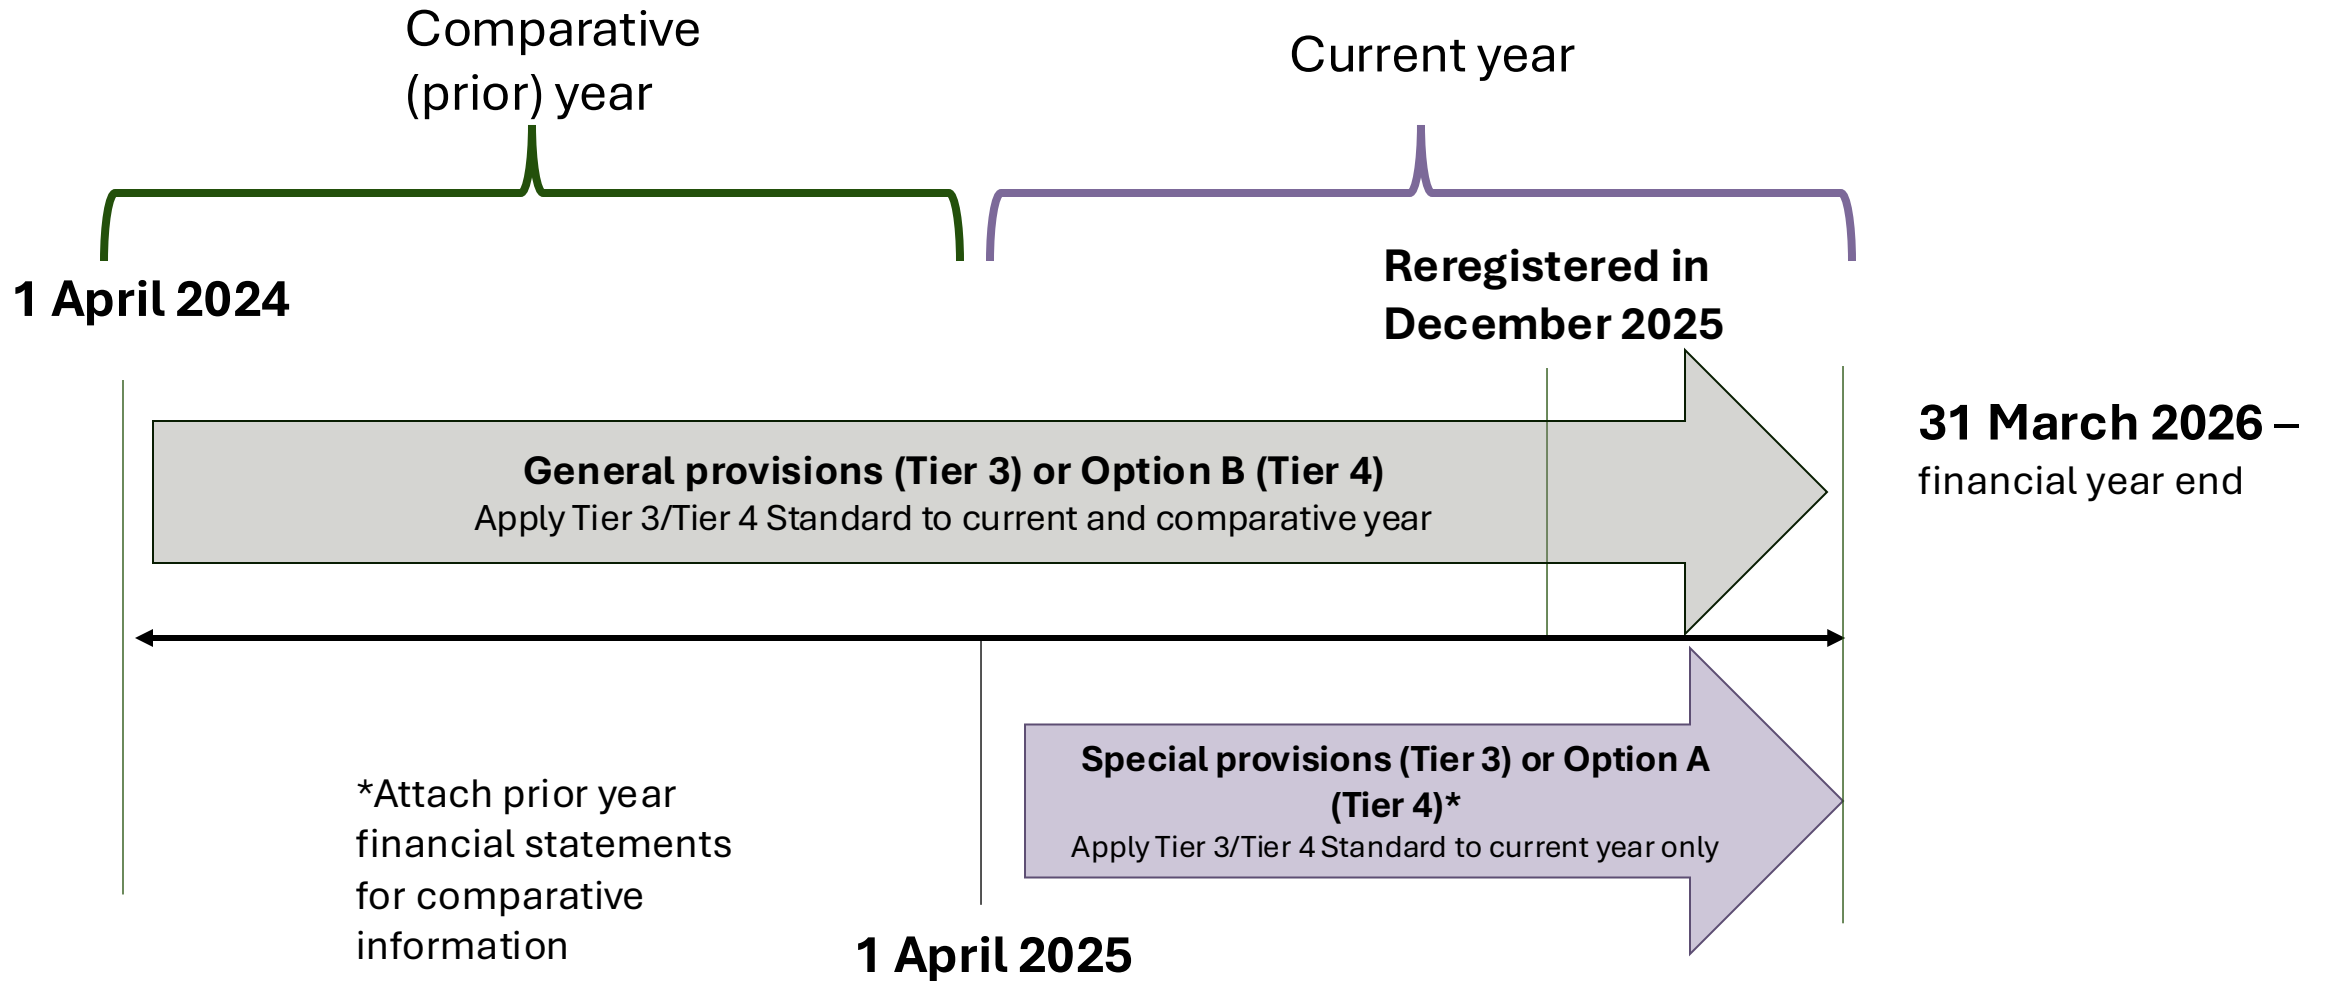 Comparative
(prior) year
Current year
1 April 2024
Reregistered in
December 2025
31 March 2026 –
financial year end
General provisions (Tier 3) or Option B (Tier 4)
Apply Tier 3/Tier 4 Standard to current and comparative year
Special provisions (Tier 3) or Option A
(Tier 4)*
Apply Tier 3/Tier 4 Standard to current year only
*Attach prior year
financial statements
for comparative
information
1 April 2025